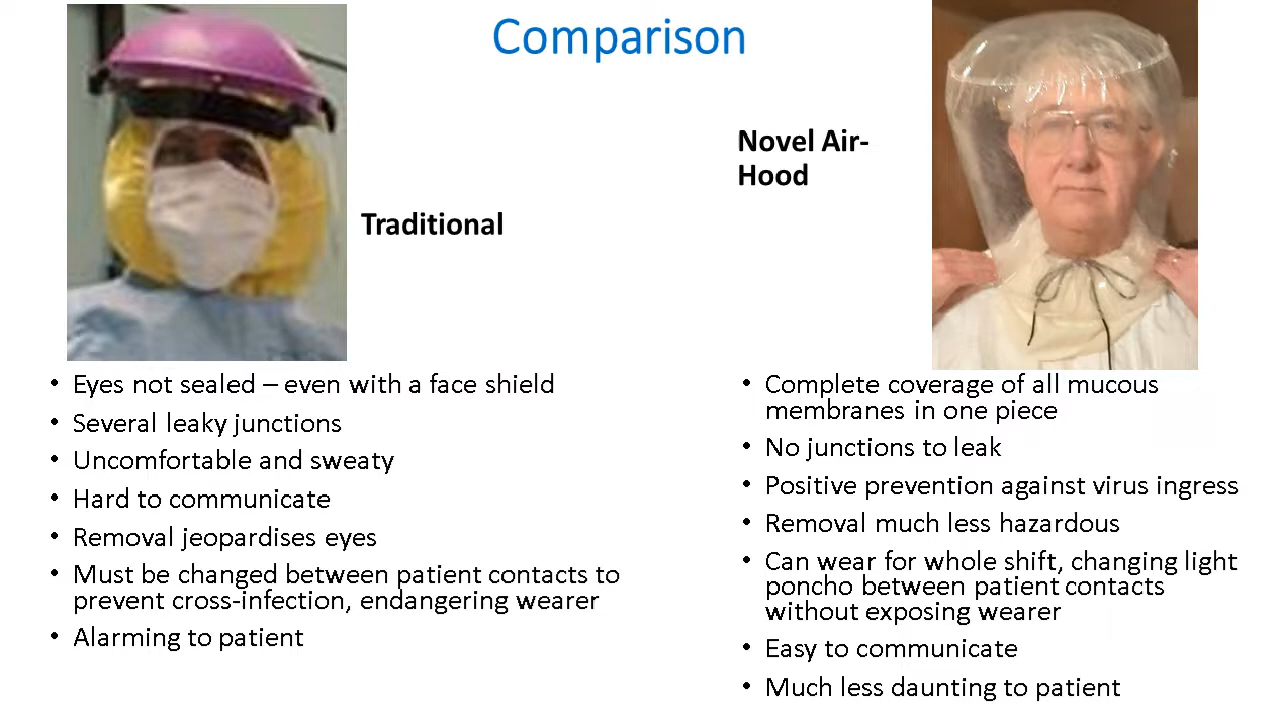 Comparison
Traditional
• Eyes not sealed – even with a face shield
• Several leaky junctions
• Uncomfortable and sweaty
• Hard to communicate
• Removal jeopardises eyes
• Must be changed between patient contacts to
prevent cross-infection, endangering wearer
• Alarming to patient
Novel Air-
Hood
• Complete coverage of all mucous
membranes in one piece
• No junctions to leak
• Positive prevention against virus ingress
• Removal much less hazardous
• Can wear for whole shift, changing light
poncho between patient contacts
without exposing wearer
• Easy to communicate
• Much less daunting to patient